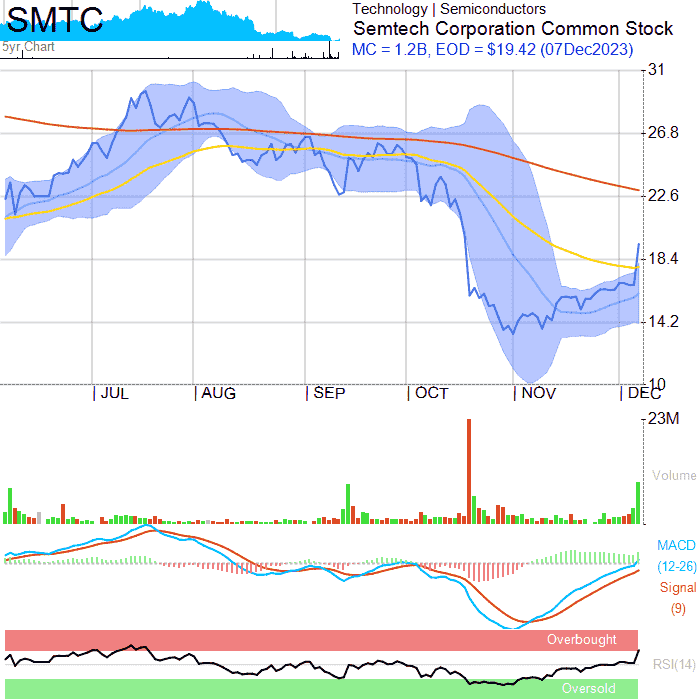 SMTC
5yr Chart
Technology | Semiconductors
Semtech Corporation Common Stock
MC = 1.2B, EOD = $19.42 (07Dec2023)
31
26.8
22.6
18.4
14.2
10
JUL AUG SEP OCT NOV DEC
23M
Volume
MACD
(12-26)
Signal
(9)
Overbought
RSI(14)
Oversold